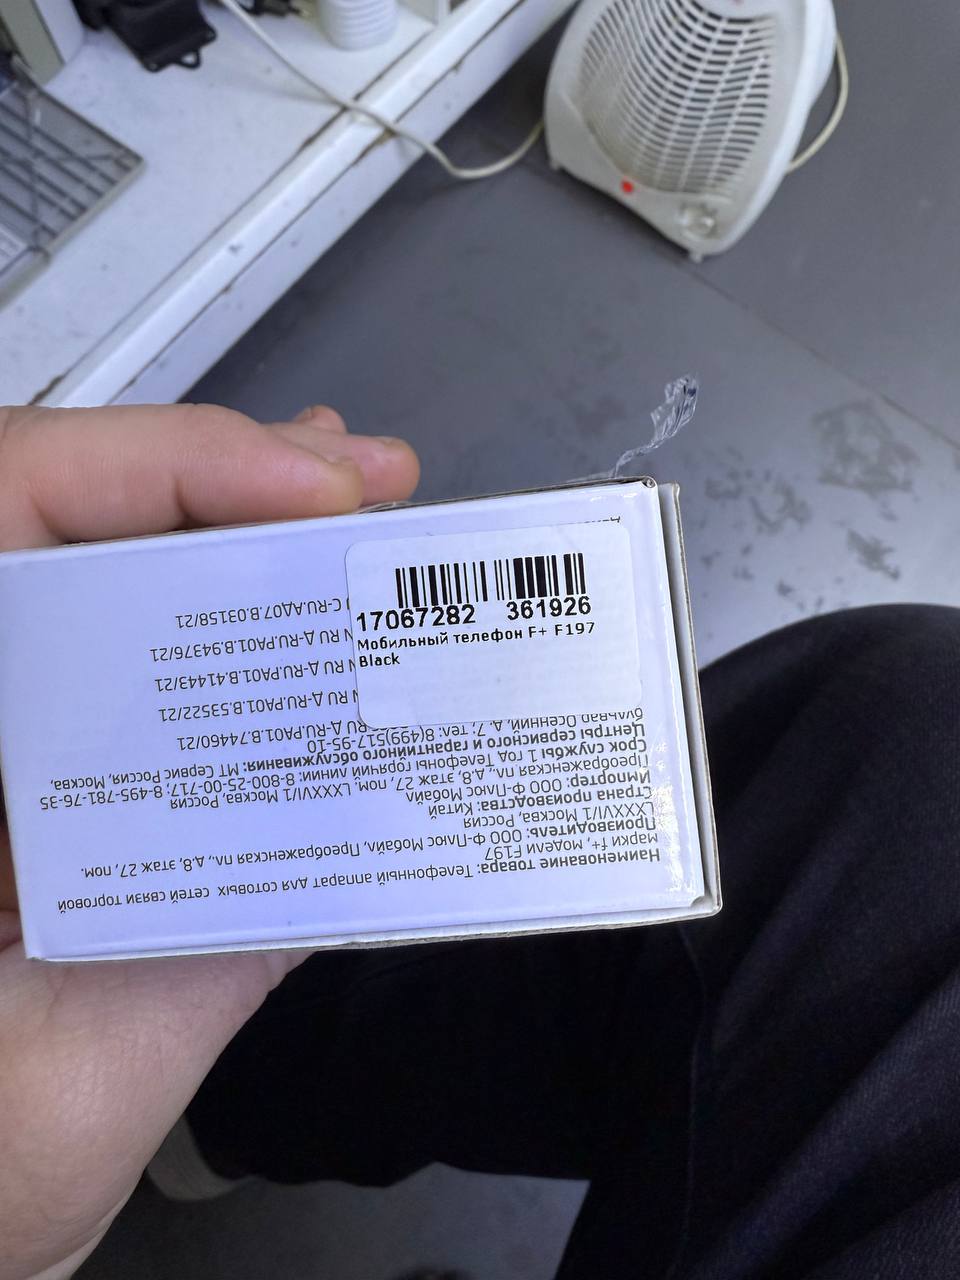 17067282 361926
Мобильный телефон F+ F197
Black
Наименование товара: Телефонный аппарат для сотовых сетей связи торговой
марки f+, модели F197
Производитель: ООО Ф-Плюс Мобайл, Преображенская пл., д.8, этаж 27, пом.
LXXXVI/1 Москва, Россия
Страна производства: Китай
Импортер: ООО Ф-Плюс Мобайл
Преображенская пл., д.8, этаж 27, пом. LXXXVI/1 Москва, Россия
Срок службы 1 год Телефоны горячей линии: 8-800-25-00-717; 8-495-781-76-35
Центры сервисного и гарантийного обслуживания: МТ Сервис Россия, Москва,
бульвар Осенний, д. 7; тел: 8(499)517-95-10
RU Д-RU.РА01.В.74460/21
N RU Д-RU.РА01.В.53522/21
N RU Д-RU.РА01.В.41443/21
N RU Д-RU.РА01.В.94376/21
C-RU.АД07.В.03158/21